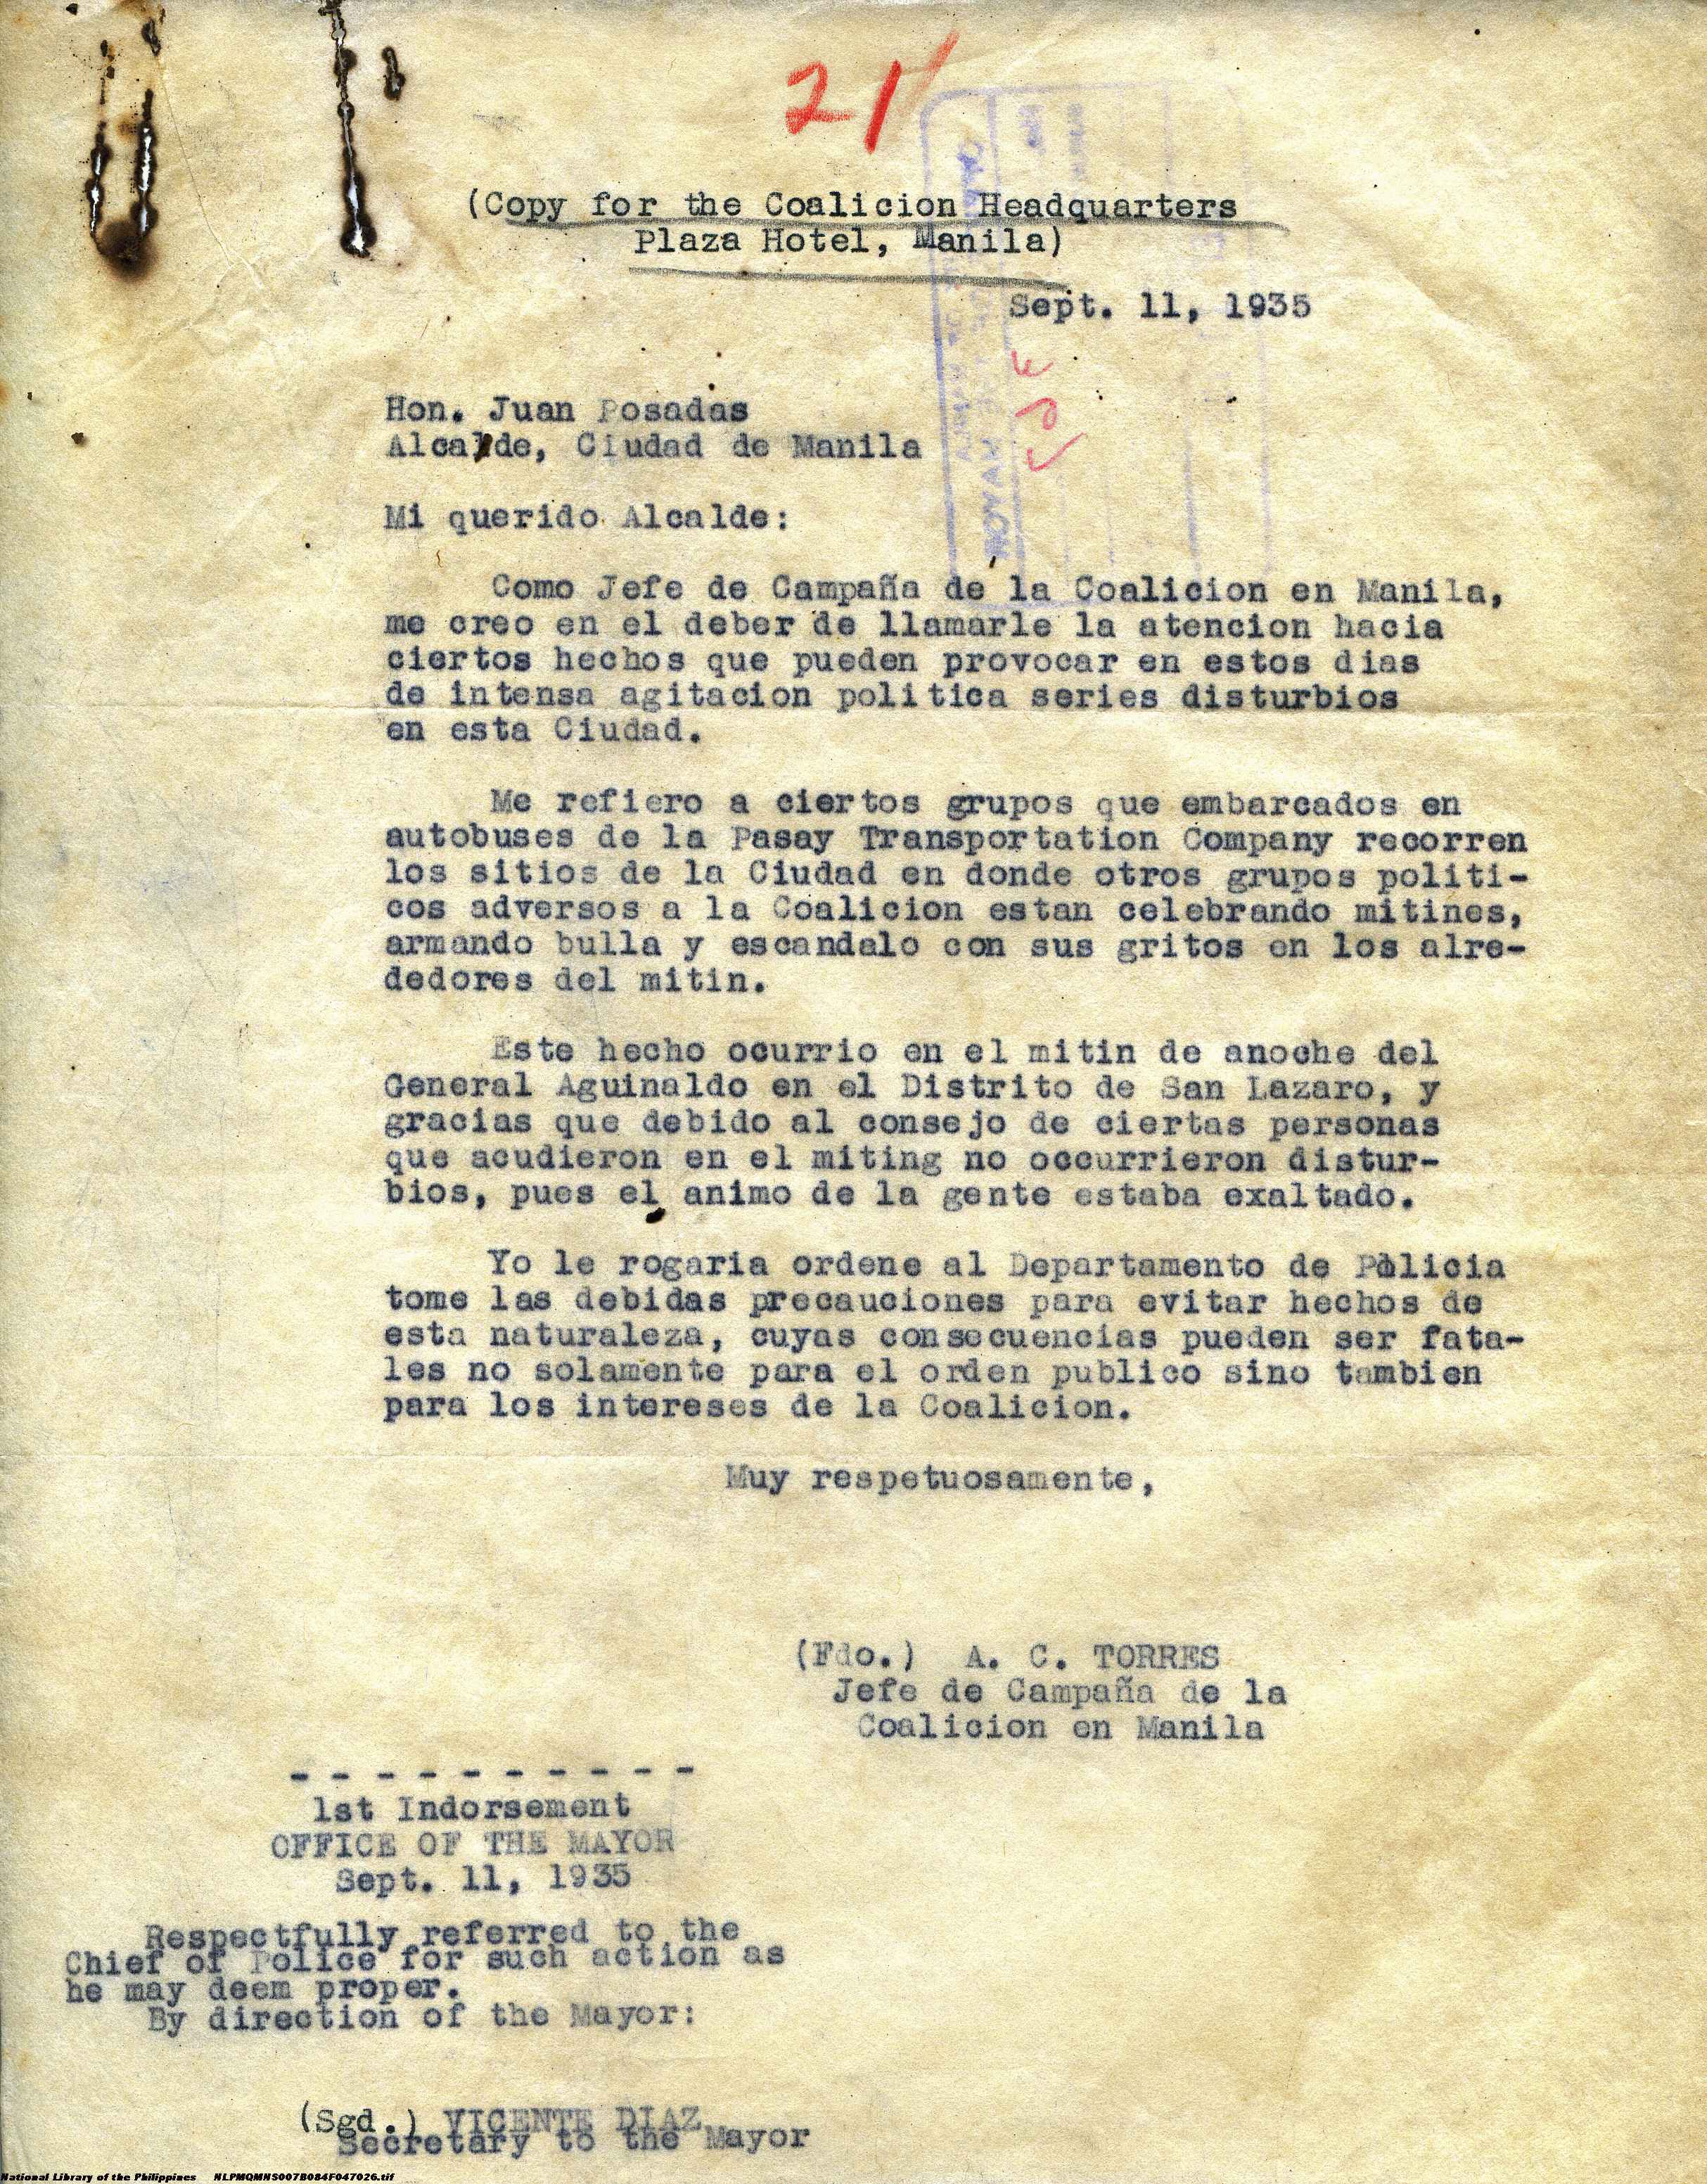 21
(Copy for the Coalicion Headquarters
Plaza Hotel, Manila)
Sept. 11, 1935
Hon. Juan Posadas
Alcalde, Ciudad de Manila
Mi querido Alcalde:
Como Jefe de Campaña de la Coalicion en Manila,
me creo en el deber de llamarle la atencion hacia
ciertos hechos que pueden provocar en estos dias
de intensa agitacion politica series disturbios
en esta Ciudad.
Me refiero a ciertos grupos que embarcados en
autobuses de la Pasay Transportation Company recorren
los sitios de la Ciudad en donde otros grupos politi-
cos adversos a la Coalicion estan celebrando mitines,
armando bulla y escandalo con sus gritos en los alre-
dedores del mitin.
Este hecho ocurrio en el mitin de anoche del
General Aguinaldo en el Distrito de San Lazaro, y
gracias que debido al consejo de ciertas personas
que acudieron en el miting no occurrieron distur-
bios, pues el animo de la gente estaba exaltado.
Yo le rogaria ordene al Departamento de Policia
tome las debidas precauciones para evitar hechos de
esta naturaleza, cuyas consecuencias pueden ser fata-
les no solamente para el orden publico sino tambien
para los intereses de la Coalicion.
Muy respetuosamente,
(Fdo.) A. C. TORRES
Jefe de Campaña de la
Coalicion en Manila
- - - - - - - - - -
1st Indorsement
OFFICE OF THE MAYOR
Sept. 11, 1935
Respectfully referred to the
Chief of Police for such action as
he may deem proper.
By direction of the Mayor:
(Sgd.) VICENTE DIAZ
Secretary to the Mayor
National Library of the Philippines NLPMQMNS007B084F047026.tif